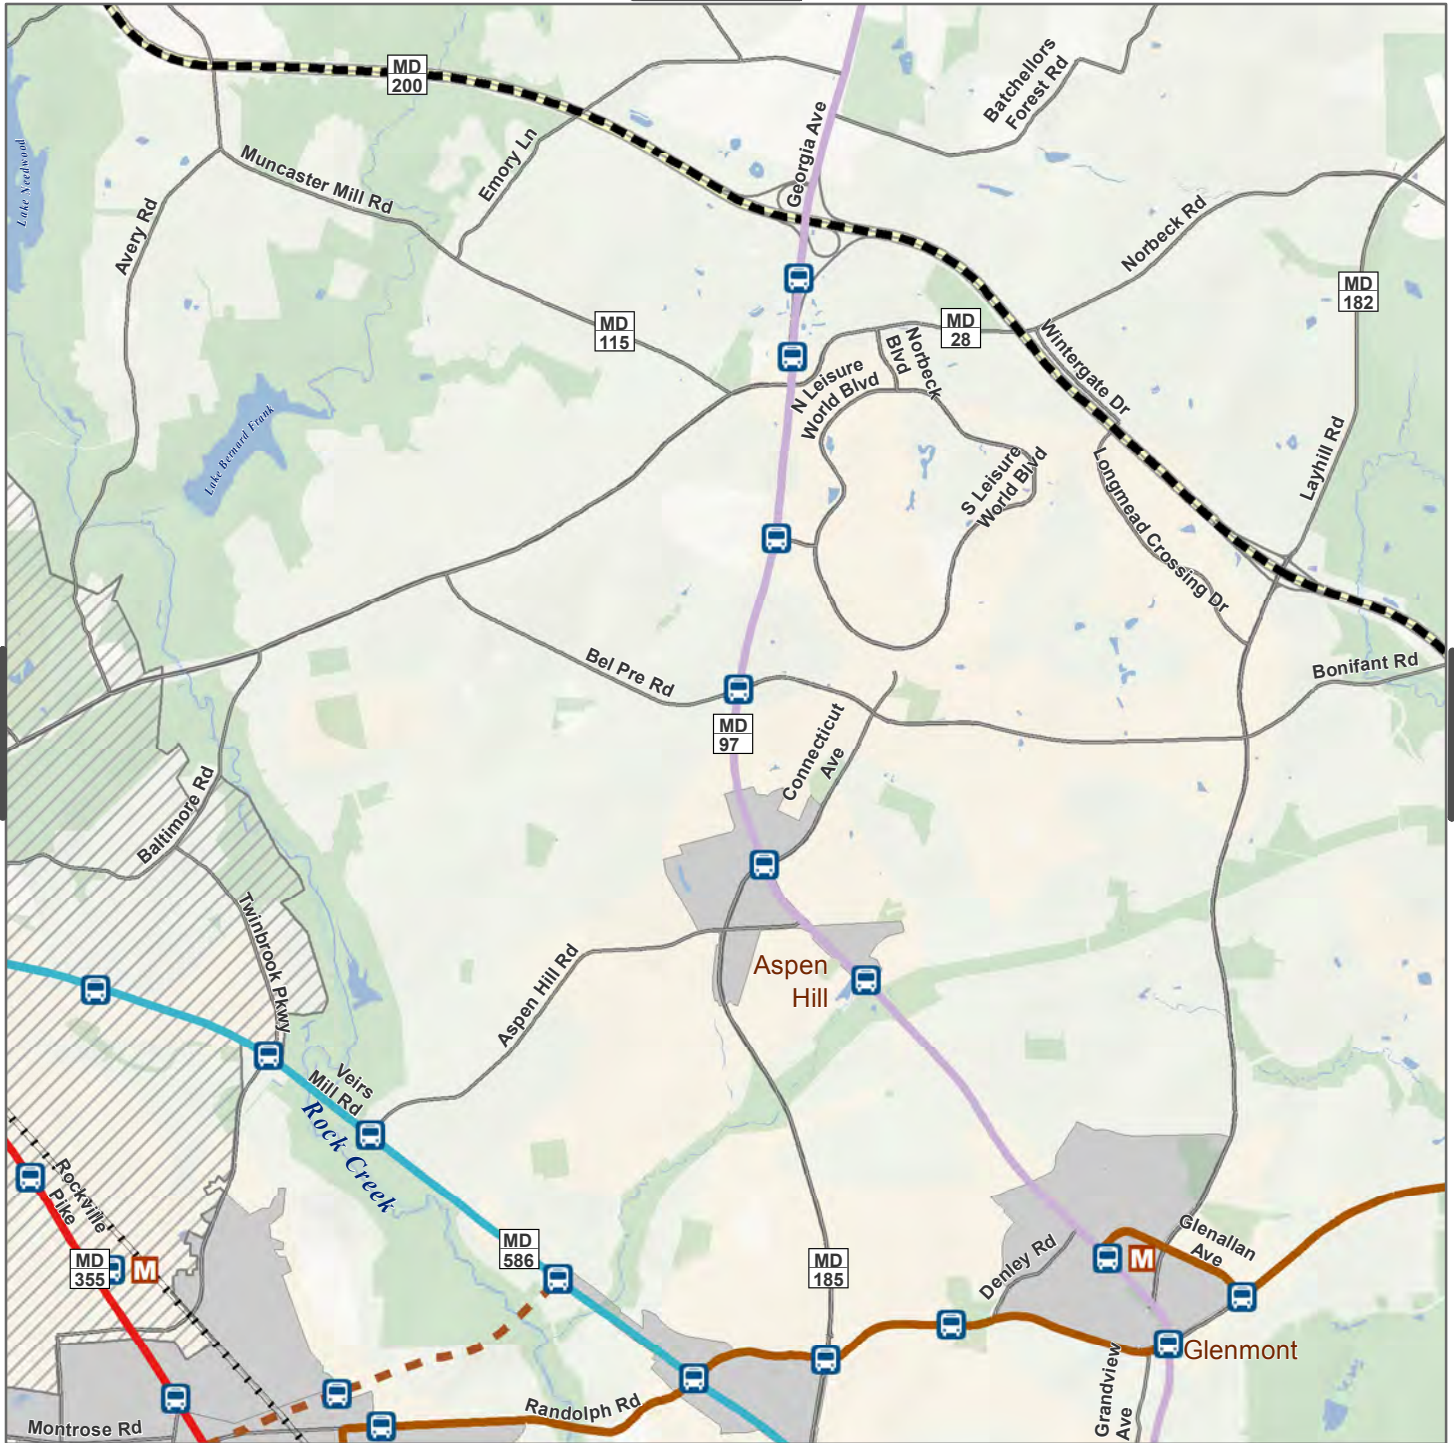 MD
200
Batchellors
Forest Rd
Georgia Ave
Lake Needwood
Emory Ln
Muncaster Mill Rd
Avery Rd
Norbeck Rd
MD
182
MD
115
MD
28
Norbeck
Blvd
Wintergate Dr
N Leisure
World Blvd
Lake Bernard Frank
S Leisure
World Blvd
Layhill Rd
Longmead Crossing Dr
Bel Pre Rd
Bonifant Rd
MD
97
Connecticut
Ave
Baltimore Rd
Twinbrook Pkwy
Aspen Hill Rd
Aspen
Hill
Veirs
Mill Rd
Rock Creek
Rockville
Pike
MD
355
M
MD
586
MD
185
Denley Rd
M
Glenallan
Ave
Glenmont
Grandview
Ave
Randolph Rd
Montrose Rd